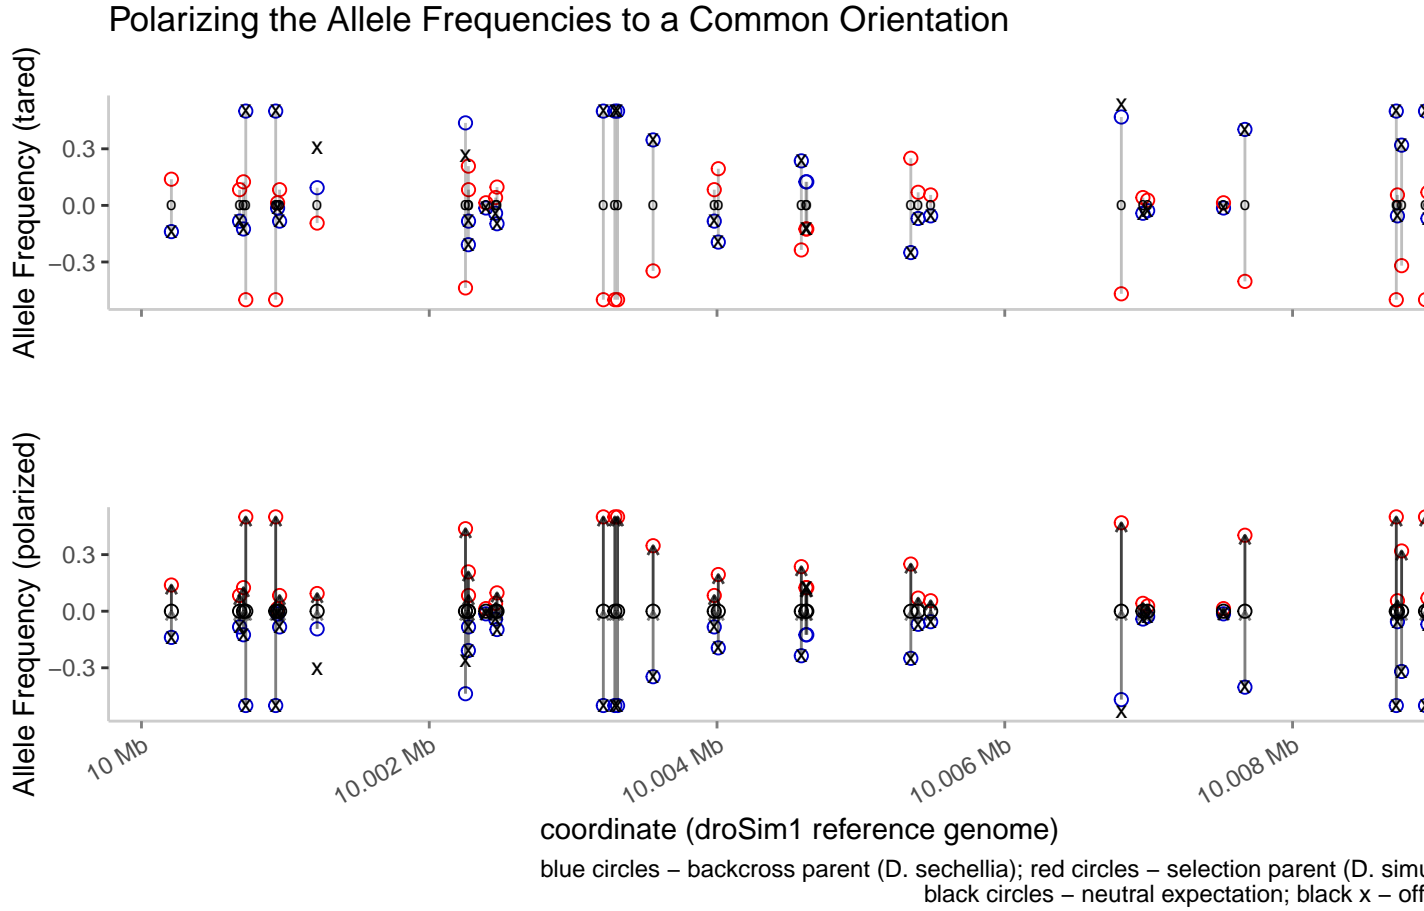 Polarizing the Allele Frequencies to a Common Orientation
Allele Frequency (tared)
0.3
0.0
−0.3
Allele Frequency (polarized)
0.3
0.0
−0.3
10 Mb
10.002 Mb
10.004 Mb
10.006 Mb
10.008 Mb
coordinate (droSim1 reference genome)
blue circles − backcross parent (D. sechellia); red circles − selection parent (D. simu
black circles − neutral expectation; black x − off